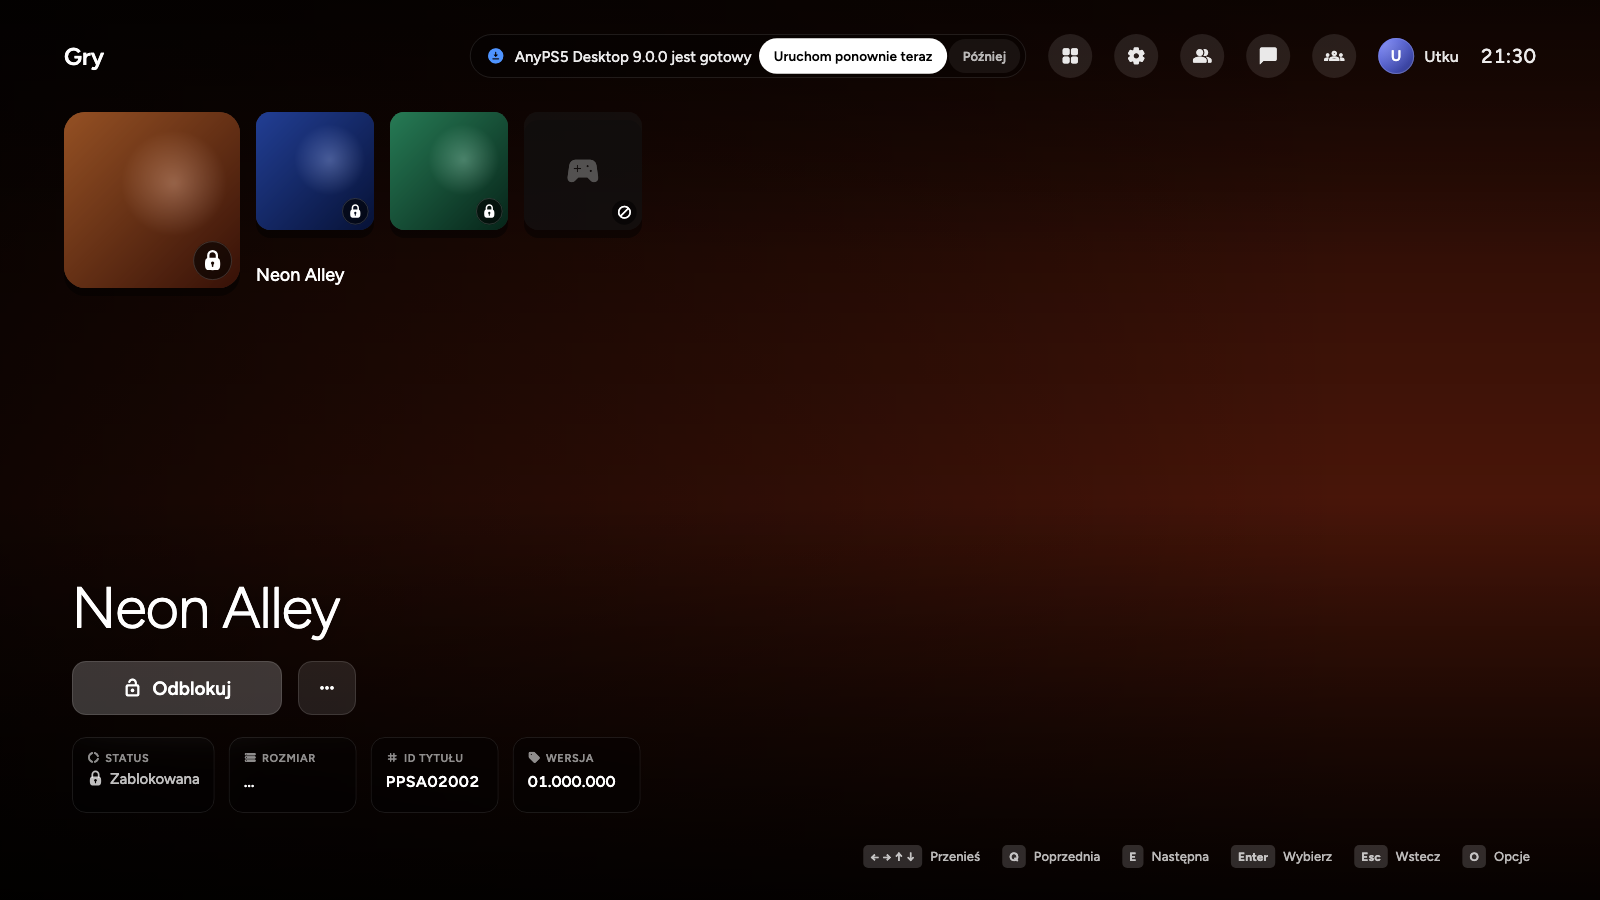 Gry
AnyPS5 Desktop 9.0.0 jest gotowy
Uruchom ponownie teraz
Później
U
Utku
21:30
Neon Alley
Neon Alley
Odblokuj
STATUS
Zablokowana
ROZMIAR
...
ID TYTUŁU
PPSA02002
WERSJA
01.000.000
←→↑↓ Przenieś
Q Poprzednia
E Następna
Enter Wybierz
Esc Wstecz
O Opcje